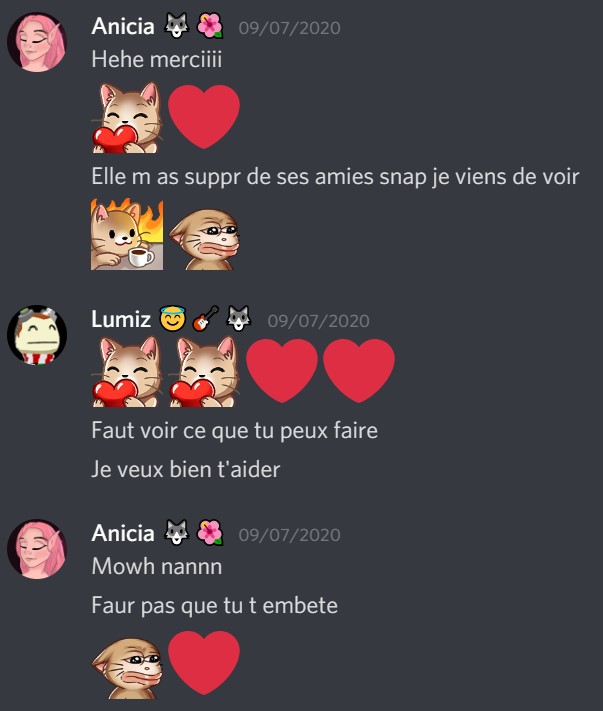 Anicia 🐺 🌺 09/07/2020
Hehe merciiii
❤️
Elle m as suppr de ses amies snap je viens de voir
Lumiz 😇 🎸 🐺 09/07/2020
❤️❤️
Faut voir ce que tu peux faire
Je veux bien t'aider
Anicia 🐺 🌺 09/07/2020
Mowh nannn
Faur pas que tu t embete
❤️